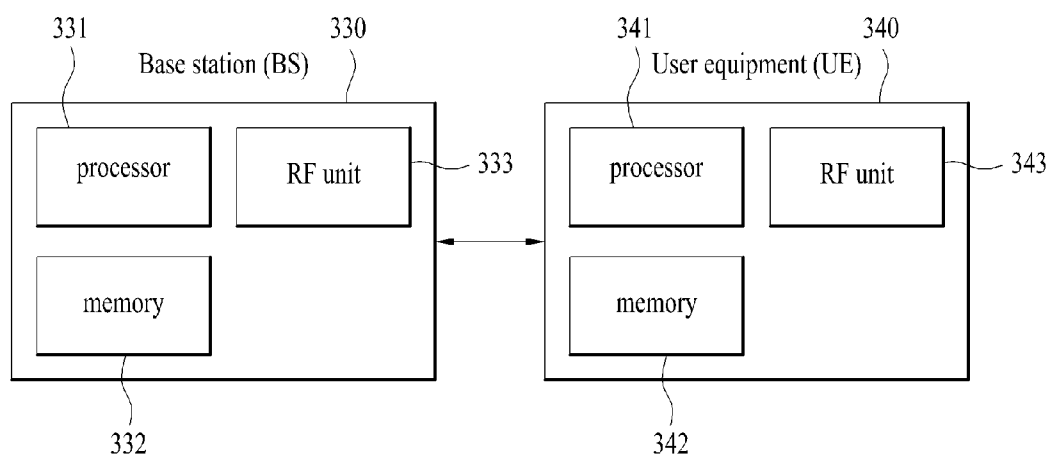 331
330
341
340
Base station (BS)
User equipment (UE)
processor
RF unit
333
processor
RF unit
343
memory
memory
332
342